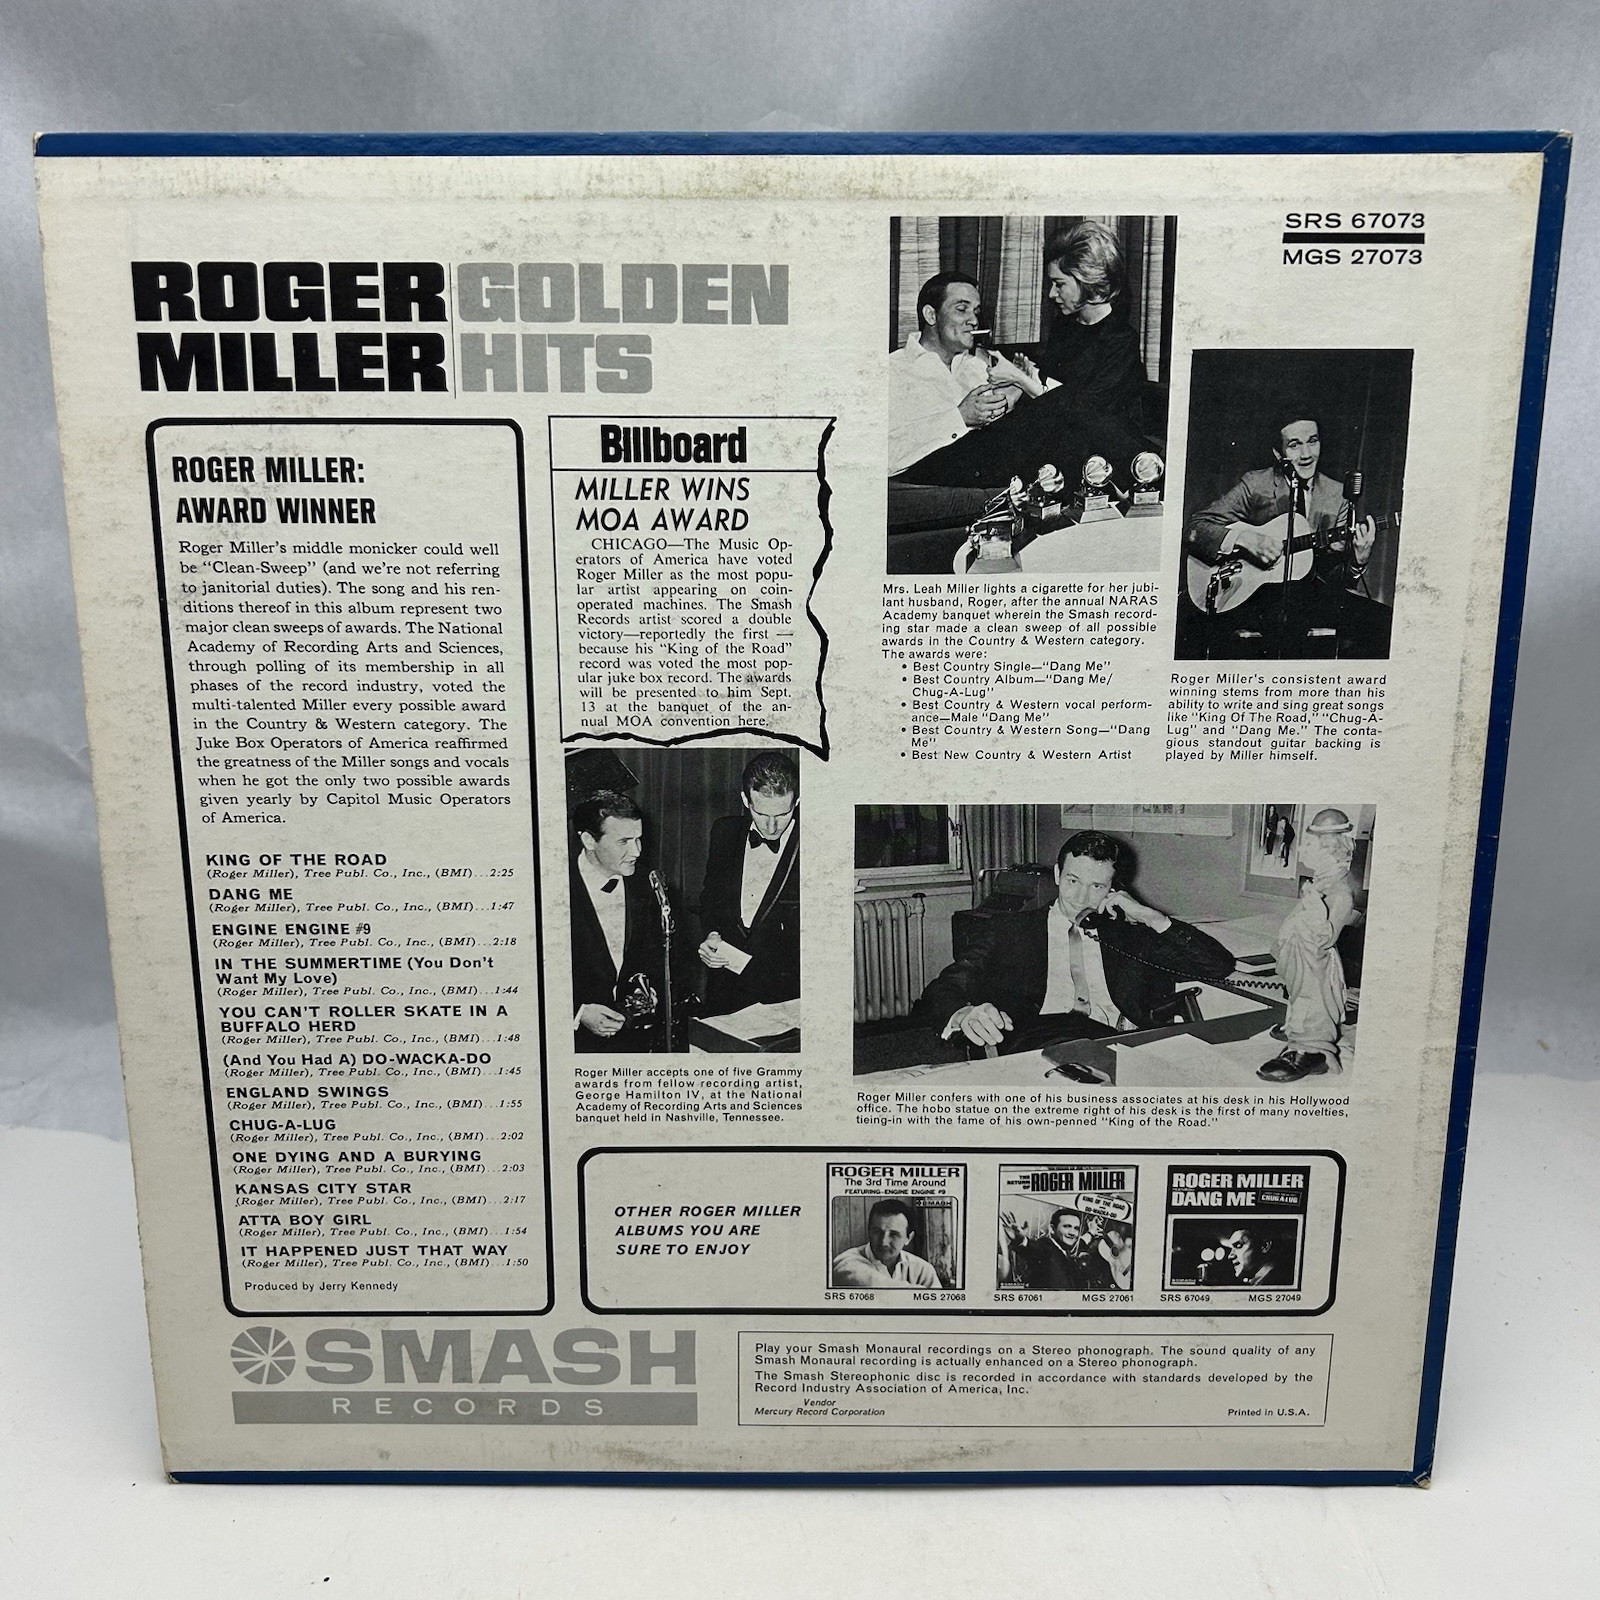 SRS 67073
MGS 27073
ROGER GOLDEN
MILLER HITS
ROGER MILLER:
AWARD WINNER
Roger Miller's middle monicker could well
be "Clean-Sweep" (and we're not referring
to janitorial duties). The song and his ren-
ditions thereof in this album represent two
major clean sweeps of awards. The National
Academy of Recording Arts and Sciences,
through polling of its membership in all
phases of the record industry, voted the
multi-talented Miller every possible award
in the Country & Western category. The
Juke Box Operators of America reaffirmed
the greatness of the Miller songs and vocals
when he got the only two possible awards
given yearly by Capitol Music Operators
of America.
KING OF THE ROAD
(Roger Miller), Tree Publ. Co., Inc., (BMI)...2:25
DANG ME
(Roger Miller), Tree Publ. Co., Inc., (BMI)...1:47
ENGINE ENGINE #9
(Roger Miller), Tree Publ. Co., Inc., (BMI)...2:18
IN THE SUMMERTIME (You Don't
Want My Love)
(Roger Miller), Tree Publ. Co., Inc., (BMI)...1:44
YOU CAN'T ROLLER SKATE IN A
BUFFALO HERD
(Roger Miller), Tree Publ. Co., Inc., (BMI)...1:48
(And You Had A) DO-WACKA-DO
(Roger Miller), Tree Publ. Co., Inc., (BMI)...1:45
ENGLAND SWINGS
(Roger Miller), Tree Publ. Co., Inc., (BMI)...1:55
CHUG-A-LUG
(Roger Miller), Tree Publ. Co., Inc., (BMI)...2:02
ONE DYING AND A BURYING
(Roger Miller), Tree Publ. Co., Inc., (BMI)...2:03
KANSAS CITY STAR
(Roger Miller), Tree Publ. Co., Inc., (BMI)...2:17
ATTA BOY GIRL
(Roger Miller), Tree Publ. Co., Inc., (BMI)...1:54
IT HAPPENED JUST THAT WAY
(Roger Miller), Tree Publ. Co., Inc., (BMI)...1:50
Produced by Jerry Kennedy
Billboard
MILLER WINS
MOA AWARD
CHICAGO—The Music Op-
erators of America have voted
Roger Miller as the most popu-
lar artist appearing on coin-
operated machines. The Smash
Records artist scored a double
victory—reportedly the first —
because his "King of the Road"
record was voted the most pop-
ular juke box record. The awards
will be presented to him Sept.
13 at the banquet of the an-
nual MOA convention here.
Mrs. Leah Miller lights a cigarette for her jubi-
lant husband, Roger, after the annual NARAS
Academy banquet wherein the Smash record-
ing star made a clean sweep of all possible
awards in the Country & Western category.
The awards were:
• Best Country Single—"Dang Me"
• Best Country Album—"Dang Me/
Chug-A-Lug"
• Best Country & Western vocal perform-
ance—Male "Dang Me"
• Best Country & Western Song—"Dang
Me"
• Best New Country & Western Artist
Roger Miller's consistent award
winning stems from more than his
ability to write and sing great songs
like "King Of The Road," "Chug-A-
Lug" and "Dang Me." The conta-
gious standout guitar backing is
played by Miller himself.
Roger Miller accepts one of five Grammy
awards from fellow recording artist,
George Hamilton IV, at the National
Academy of Recording Arts and Sciences
banquet held in Nashville, Tennessee.
Roger Miller confers with one of his business associates at his desk in his Hollywood
office. The hobo statue on the extreme right of his desk is the first of many novelties,
tieing-in with the fame of his own-penned "King of the Road."
OTHER ROGER MILLER
ALBUMS YOU ARE
SURE TO ENJOY
ROGER MILLER
The 3rd Time Around
FEATURING-ENGINE ENGINE #9
SMASH
SRS 67068 MGS 27068
THE RETURN OF ROGER MILLER
KING OF THE ROAD
DO-WACKA-DO
SRS 67061 MGS 27061
ROGER MILLER
DANG ME
CHUG A LUG
SRS 67049 MGS 27049
SMASH
RECORDS
Play your Smash Monaural recordings on a Stereo phonograph. The sound quality of any
Smash Monaural recording is actually enhanced on a Stereo phonograph.
The Smash Stereophonic disc is recorded in accordance with standards developed by the
Record Industry Association of America, Inc.
Vendor
Mercury Record Corporation
Printed in U.S.A.